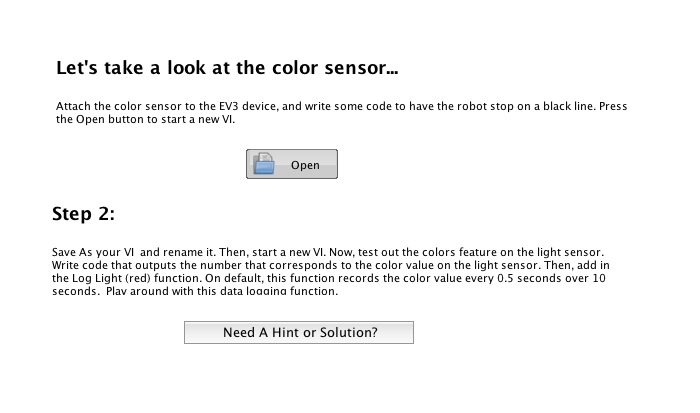 Let's take a look at the color sensor...
Attach the color sensor to the EV3 device, and write some code to have the robot stop on a black line. Press
the Open button to start a new VI.
Open
Step 2:
Save As your VI and rename it. Then, start a new VI. Now, test out the colors feature on the light sensor.
Write code that outputs the number that corresponds to the color value on the light sensor. Then, add in
the Log Light (red) function. On default, this function records the color value every 0.5 seconds over 10
seconds. Play around with this data logging function.
Need A Hint or Solution?